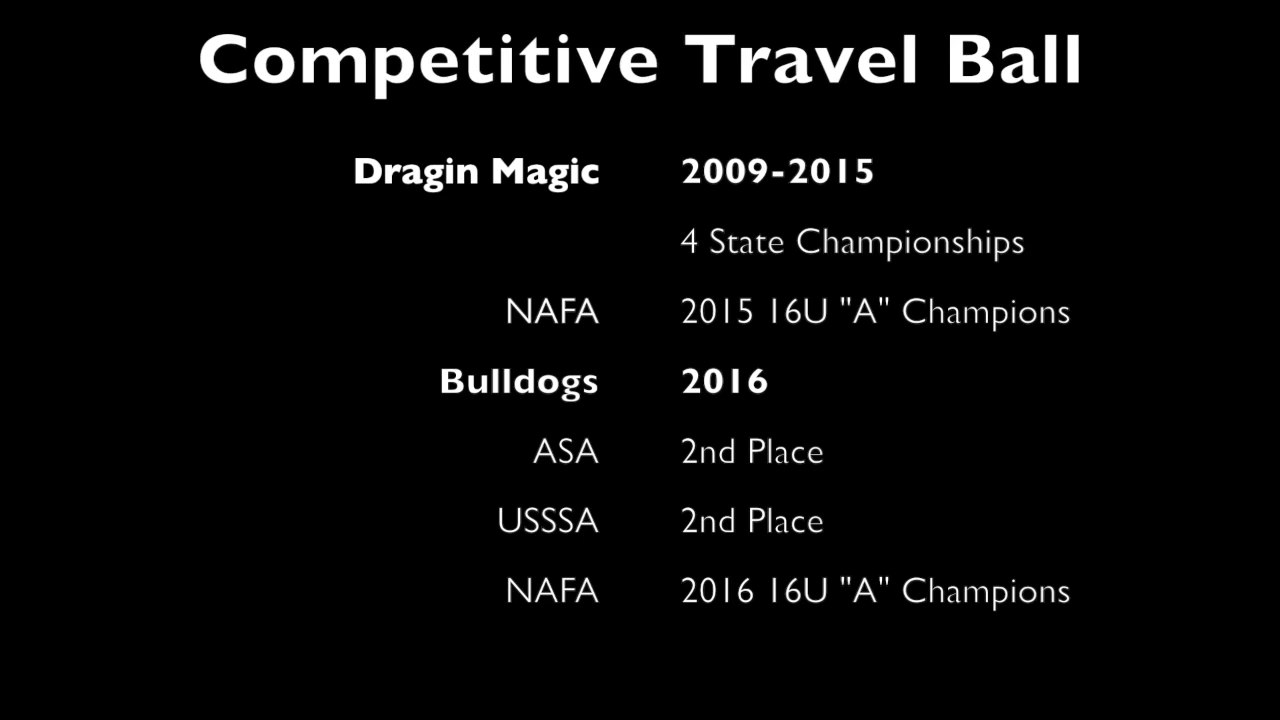 Competitive Travel Ball
Dragin Magic 2009-2015
4 State Championships
NAFA 2015 16U "A" Champions
Bulldogs 2016
ASA 2nd Place
USSSA 2nd Place
NAFA 2016 16U "A" Champions